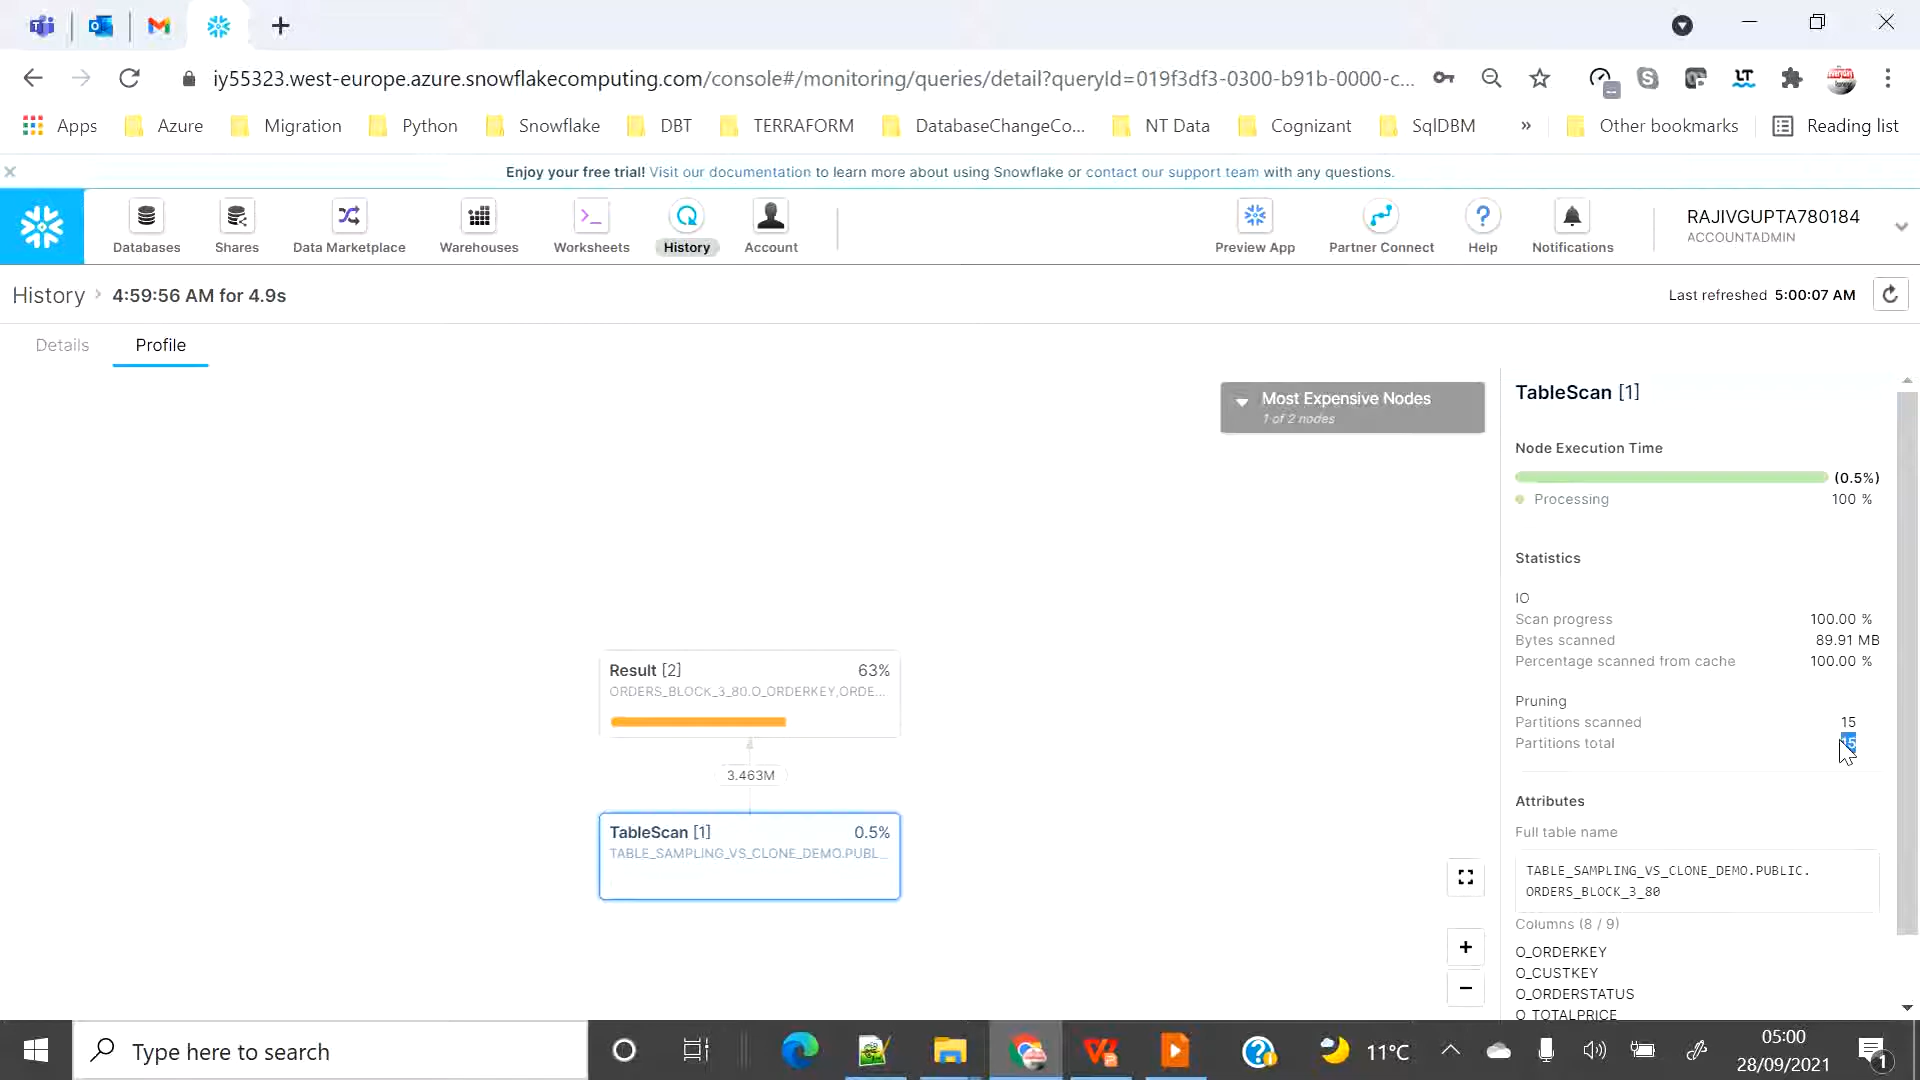 iy55323.west-europe.azure.snowflakecomputing.com/console#/monitoring/queries/detail?queryId=019f3df3-0300-b91b-0000-c...
Apps Azure Migration Python Snowflake DBT TERRAFORM DatabaseChangeCo... NT Data Cognizant SqlDBM » Other bookmarks Reading list
Enjoy your free trial! Visit our documentation to learn more about using Snowflake or contact our support team with any questions.
Databases Shares Data Marketplace Warehouses Worksheets History Account Preview App Partner Connect Help Notifications
RAJIVGUPTA780184
ACCOUNTADMIN
History > 4:59:56 AM for 4.9s
Last refreshed 5:00:07 AM
Details Profile
Most Expensive Nodes
1 of 2 nodes
Result [2] 63%
ORDERS_BLOCK_3_80.O_ORDERKEY,ORDE...
3.463M
TableScan [1] 0.5%
TABLE_SAMPLING_VS_CLONE_DEMO.PUBL...
+
−
TableScan [1]
Node Execution Time
(0.5%)
Processing 100 %
Statistics
IO
Scan progress 100.00 %
Bytes scanned 89.91 MB
Percentage scanned from cache 100.00 %
Pruning
Partitions scanned 15
Partitions total 15
Attributes
Full table name
TABLE_SAMPLING_VS_CLONE_DEMO.PUBLIC.
ORDERS_BLOCK_3_80
Columns (8 / 9)
O_ORDERKEY
O_CUSTKEY
O_ORDERSTATUS
O_TOTALPRICE
Type here to search
11°C
05:00
28/09/2021
1